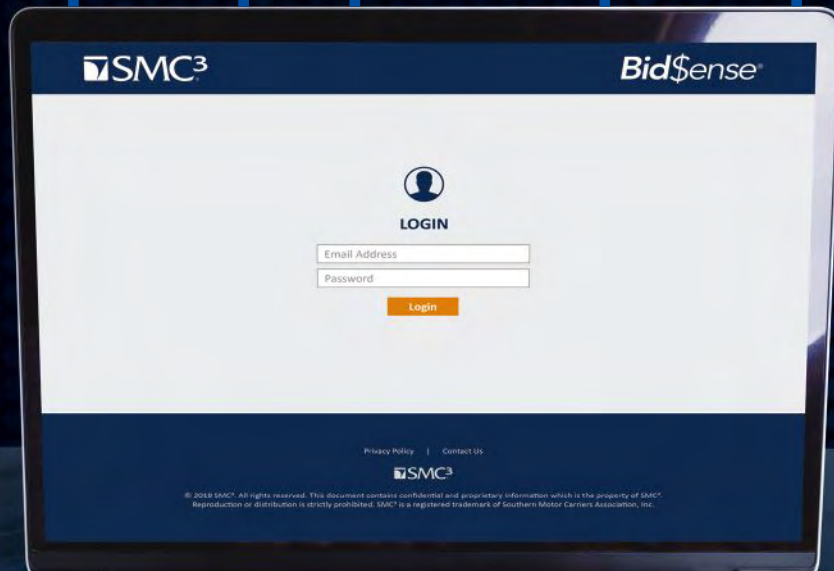 SMC³
Bid$ense®
LOGIN
Email Address
Password
Login
Privacy Policy | Contact Us
SMC³
© 2018 SMC³. All rights reserved. This document contains confidential and proprietary information which is the property of SMC³.
Reproduction or distribution is strictly prohibited. SMC³ is a registered trademark of Southern Motor Carriers Association, Inc.